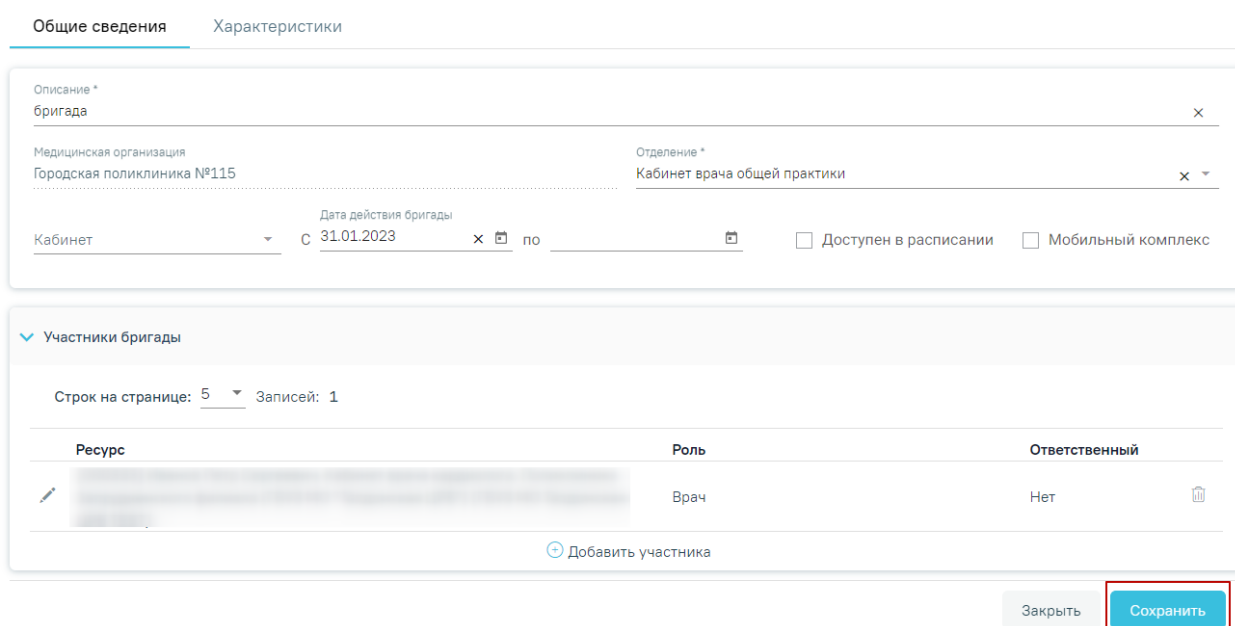 Общие сведения Характеристики
Описание *
бригада
Медицинская организация Отделение *
Городская поликлиника №115 Кабинет врача общей практики
Дата действия бригады
Кабинет С 31.01.2023 по Доступен в расписании Мобильный комплекс
Участники бригады
Строк на странице: 5 Записей: 1
Ресурс Роль Ответственный
Врач Нет
Добавить участника
Закрыть Сохранить